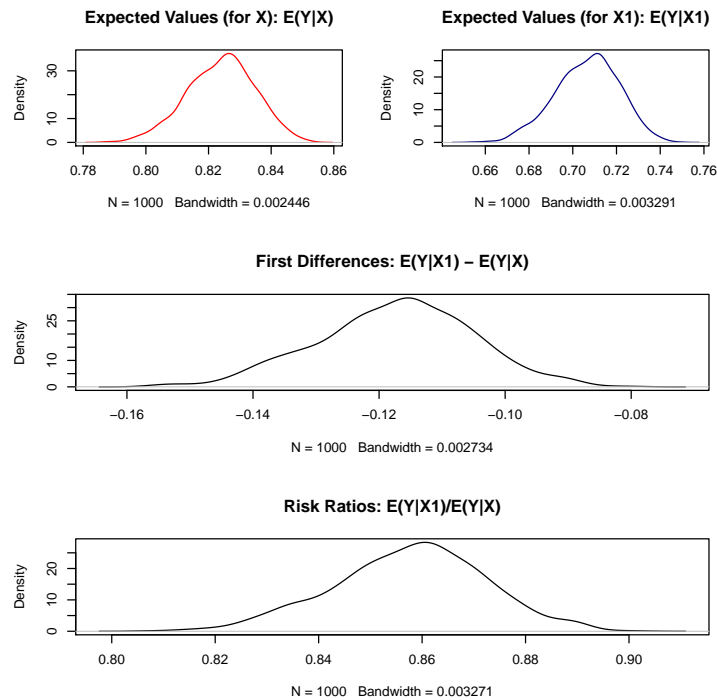 Expected Values (for X): E(Y|X)
Density
0 10 30
0.78 0.80 0.82 0.84 0.86
N = 1000 Bandwidth = 0.002446
Expected Values (for X1): E(Y|X1)
Density
0 10 20
0.66 0.68 0.70 0.72 0.74 0.76
N = 1000 Bandwidth = 0.003291
First Differences: E(Y|X1) − E(Y|X)
Density
0 10 25
−0.16 −0.14 −0.12 −0.10 −0.08
N = 1000 Bandwidth = 0.002734
Risk Ratios: E(Y|X1)/E(Y|X)
Density
0 10 20
0.80 0.82 0.84 0.86 0.88 0.90
N = 1000 Bandwidth = 0.003271